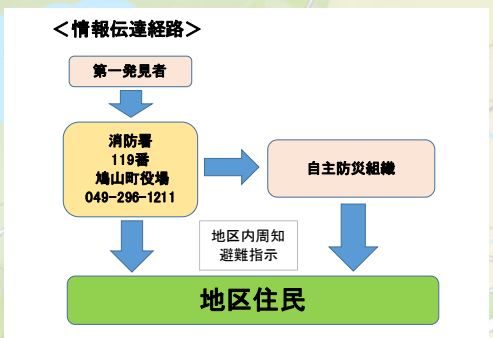 ＜情報伝達経路＞
第一発見者
消防署
119番
鳩山町役場
049-296-1211
自主防災組織
地区内周知
避難指示
地区住民